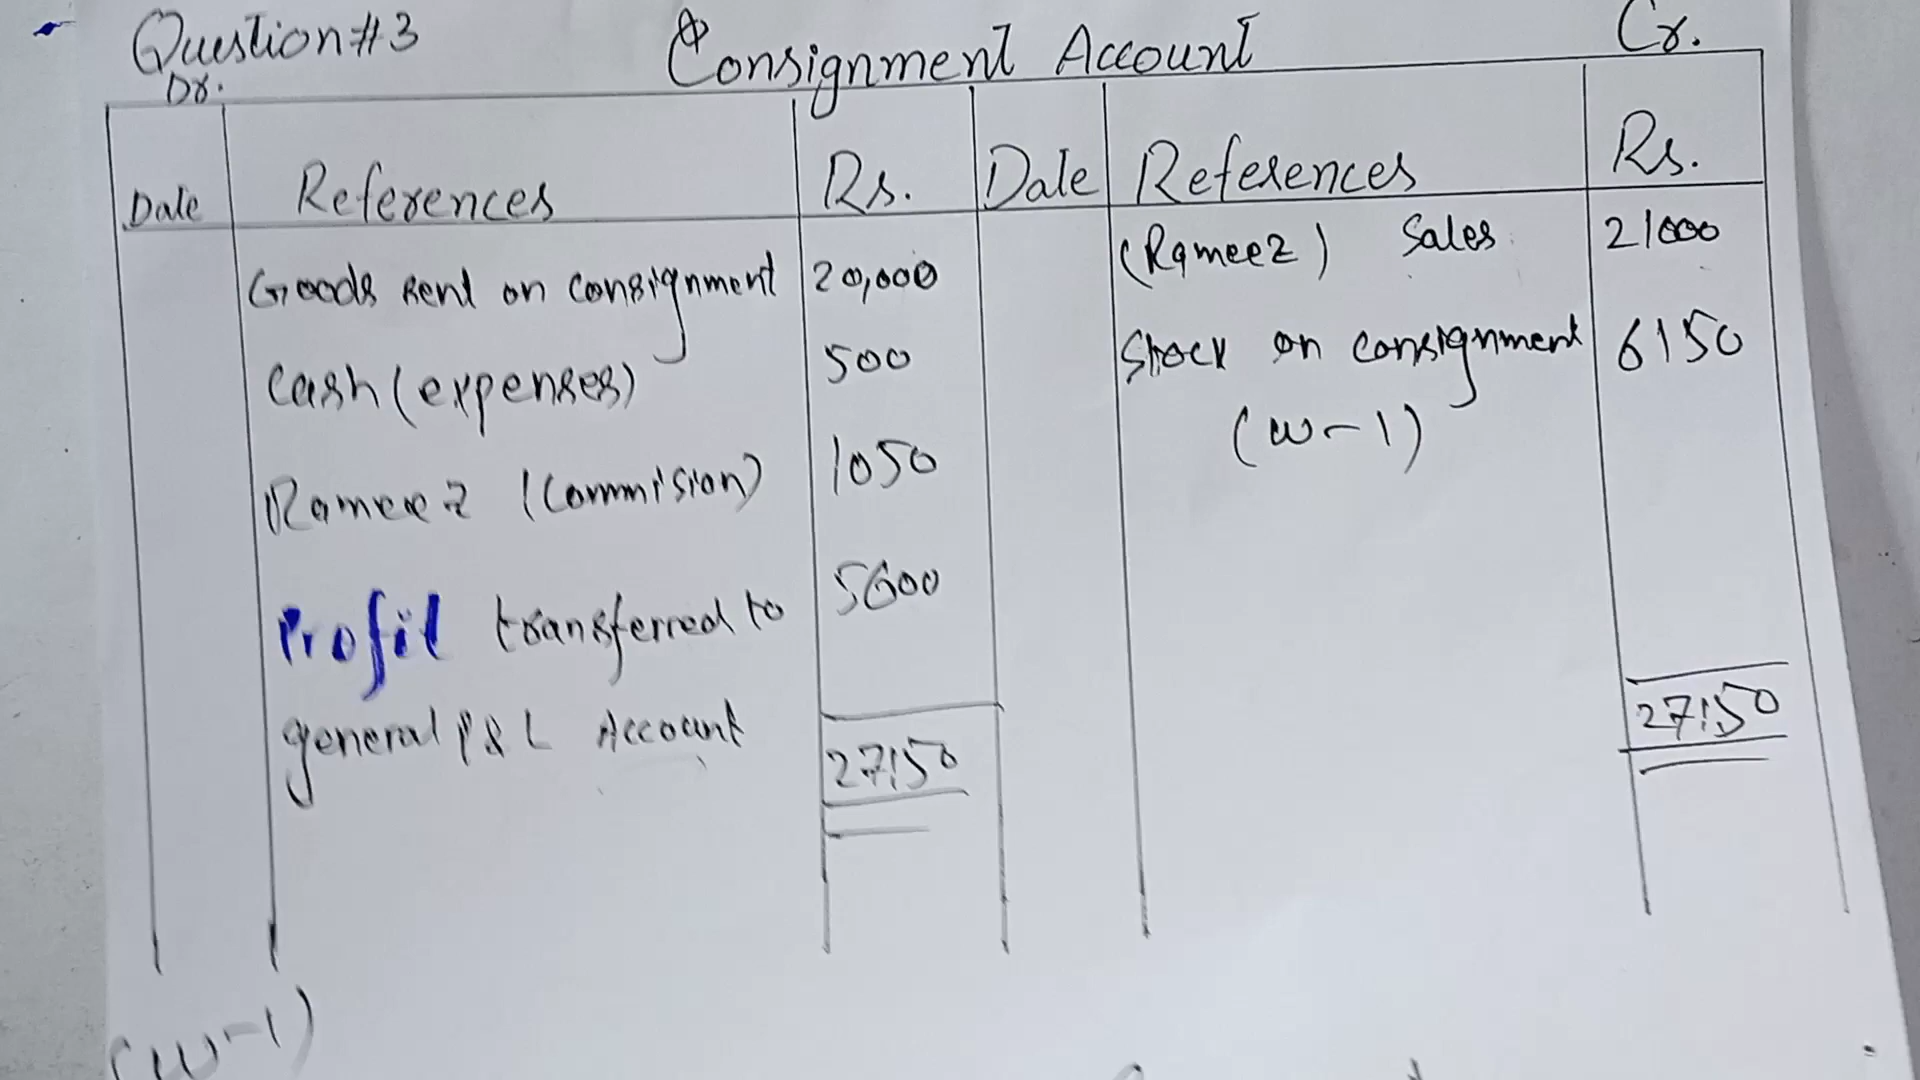 Question#3
Consignment Account
Dr.
Cr.
Date References Rs. Date References Rs.
Goods sent on consignment 20,000
(Rameez) Sales 21000
Cash (expenses) 500
Stock on consignment 6150
(w-1)
Rameez (Commision) 1050
Profit transferred to 5600
general P & L Account
27150
27150
(w-1)